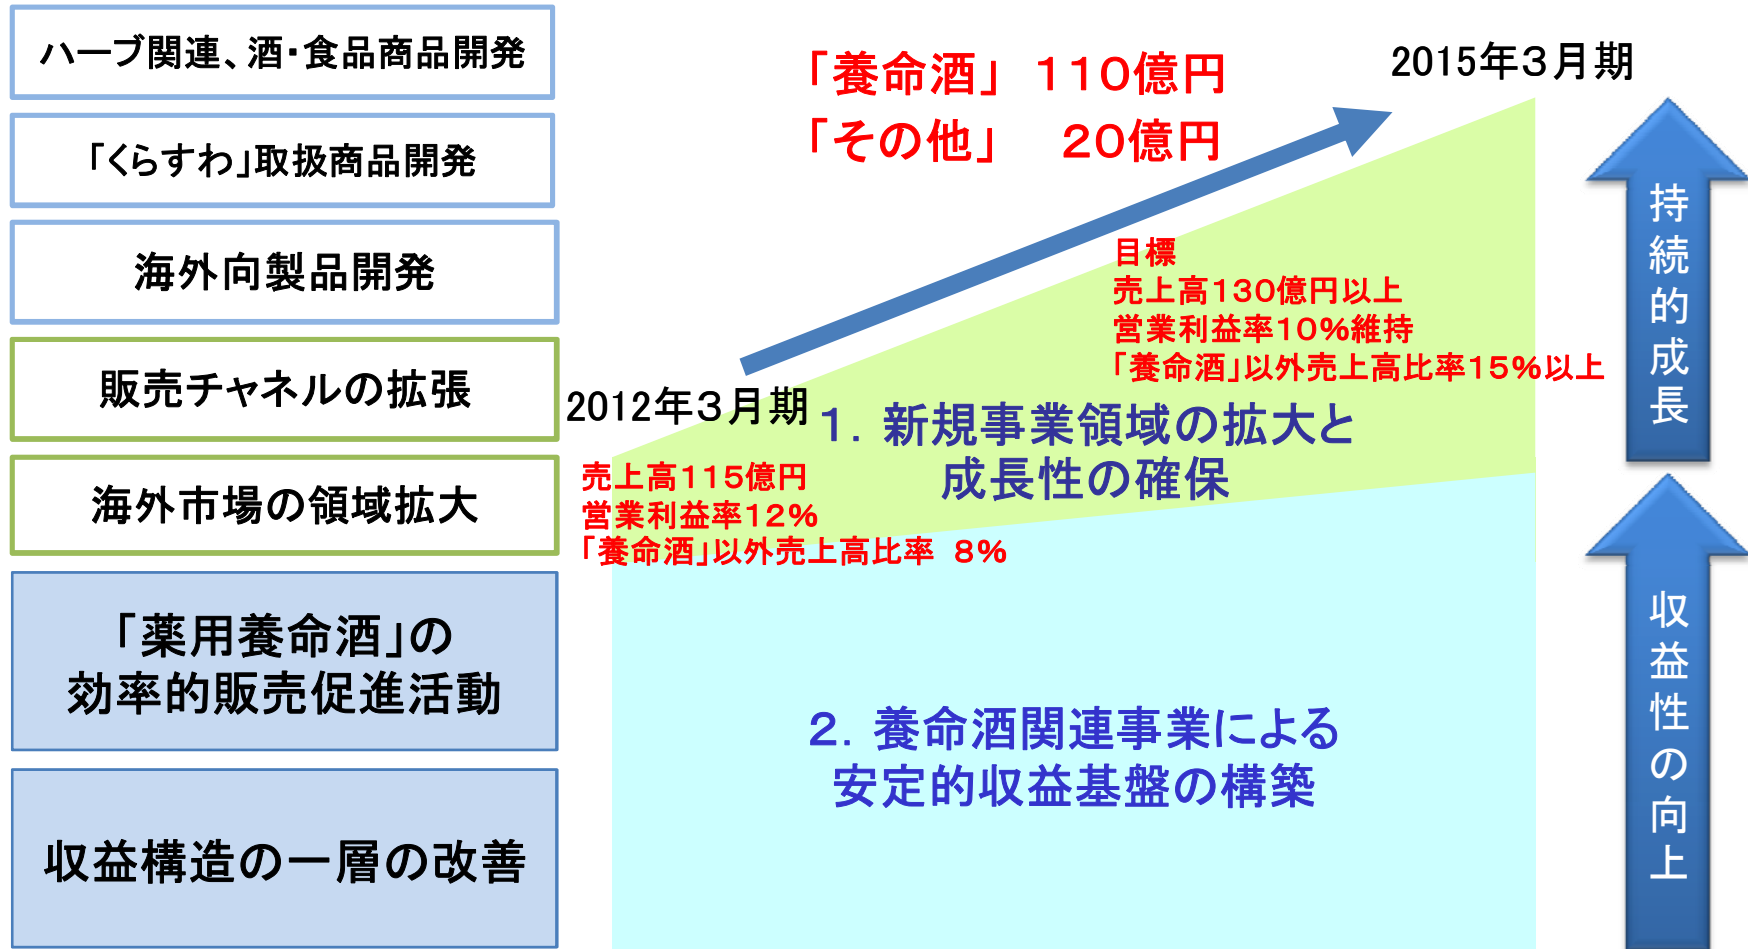 ハーブ関連、酒・食品商品開発
「くらすわ」取扱商品開発
海外向製品開発
販売チャネルの拡張
海外市場の領域拡大
「薬用養命酒」の
効率的販売促進活動
収益構造の一層の改善
「養命酒」 110億円
「その他」 20億円
2015年3月期
目標
売上高130億円以上
営業利益率10%維持
「養命酒」以外売上高比率15%以上
2012年3月期
売上高115億円
営業利益率12%
「養命酒」以外売上高比率 8%
1. 新規事業領域の拡大と
成長性の確保
2. 養命酒関連事業による
安定的収益基盤の構築
持続的成長
収益性の向上